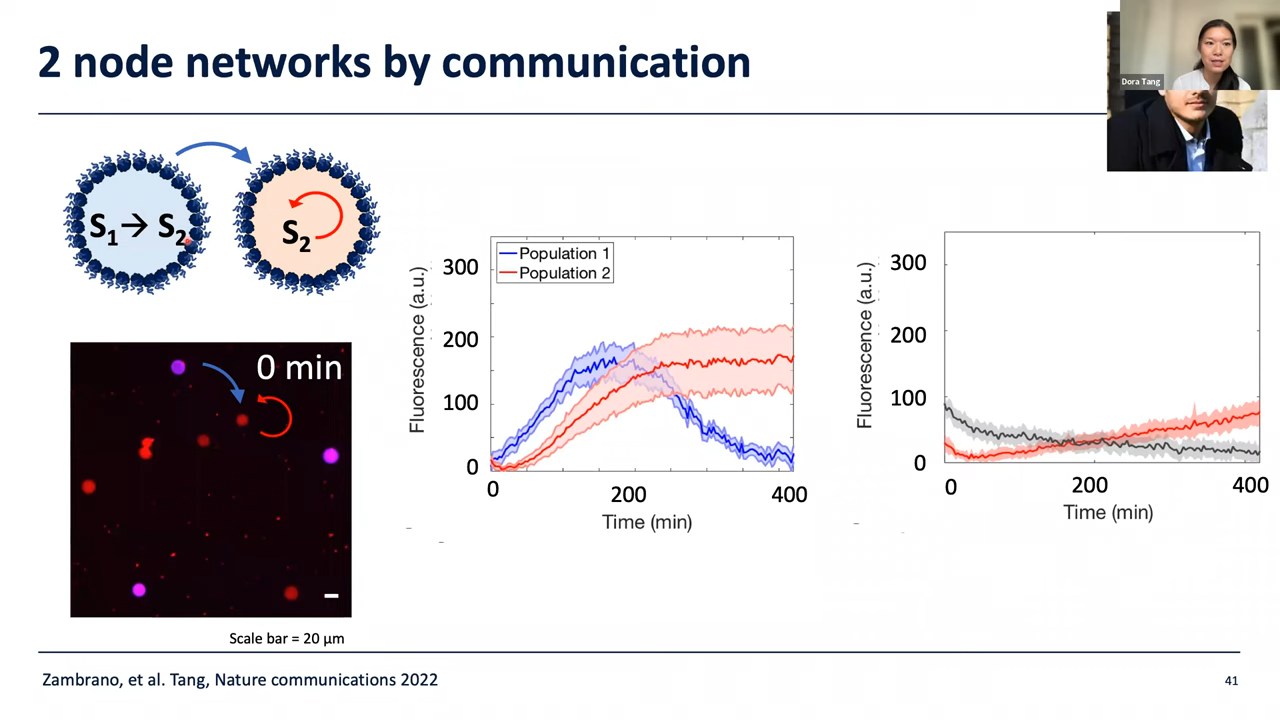 2 node networks by communication
Dora Tang
S1→ S2
S2
0 min
Scale bar = 20 µm
Fluorescence (a.u.)
300
200
100
0
Population 1
Population 2
0
200
400
Time (min)
Fluorescence (a.u.)
300
200
100
0
0
200
400
Time (min)
Zambrano, et al. Tang, Nature communications 2022
41